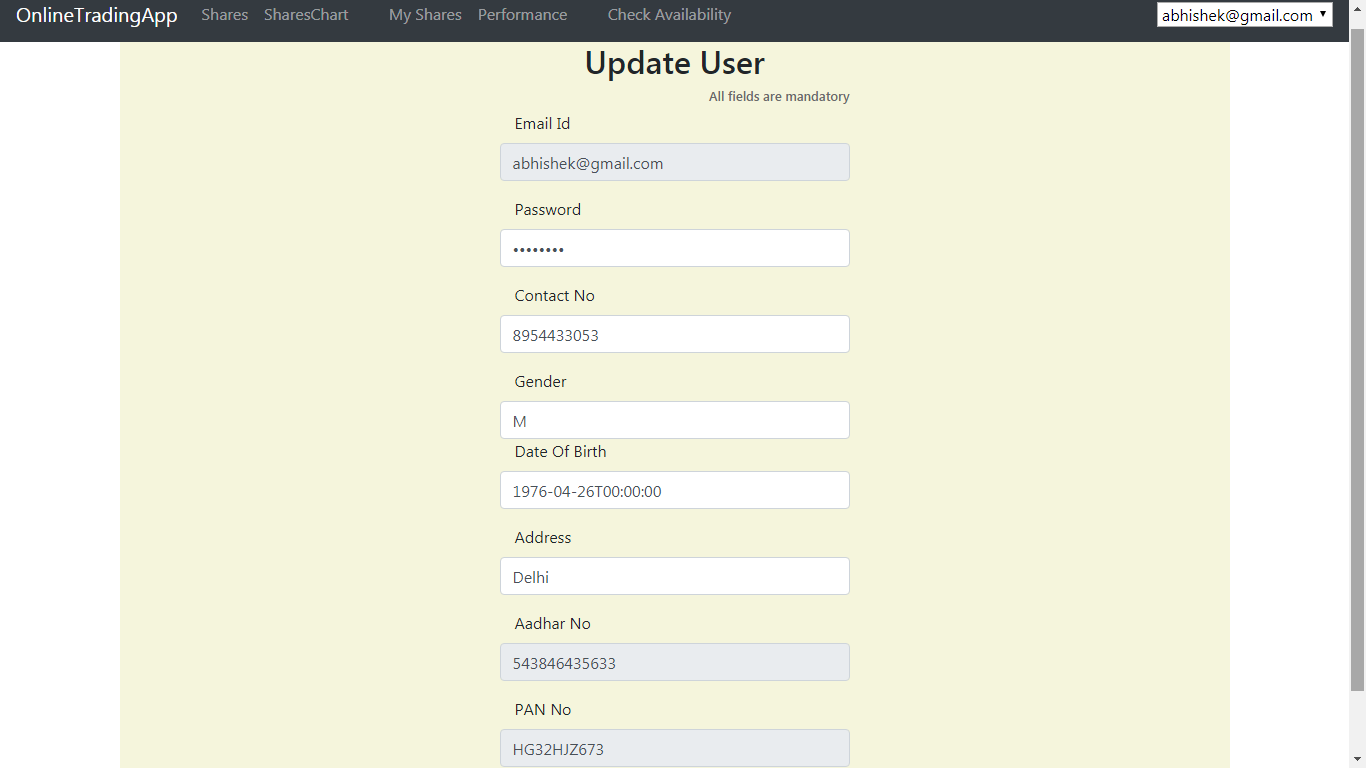 OnlineTradingApp Shares SharesChart My Shares Performance Check Availability abhishek@gmail.com
Update User
All fields are mandatory
Email Id
abhishek@gmail.com
Password
••••••••
Contact No
8954433053
Gender
M
Date Of Birth
1976-04-26T00:00:00
Address
Delhi
Aadhar No
543846435633
PAN No
HG32HJZ673